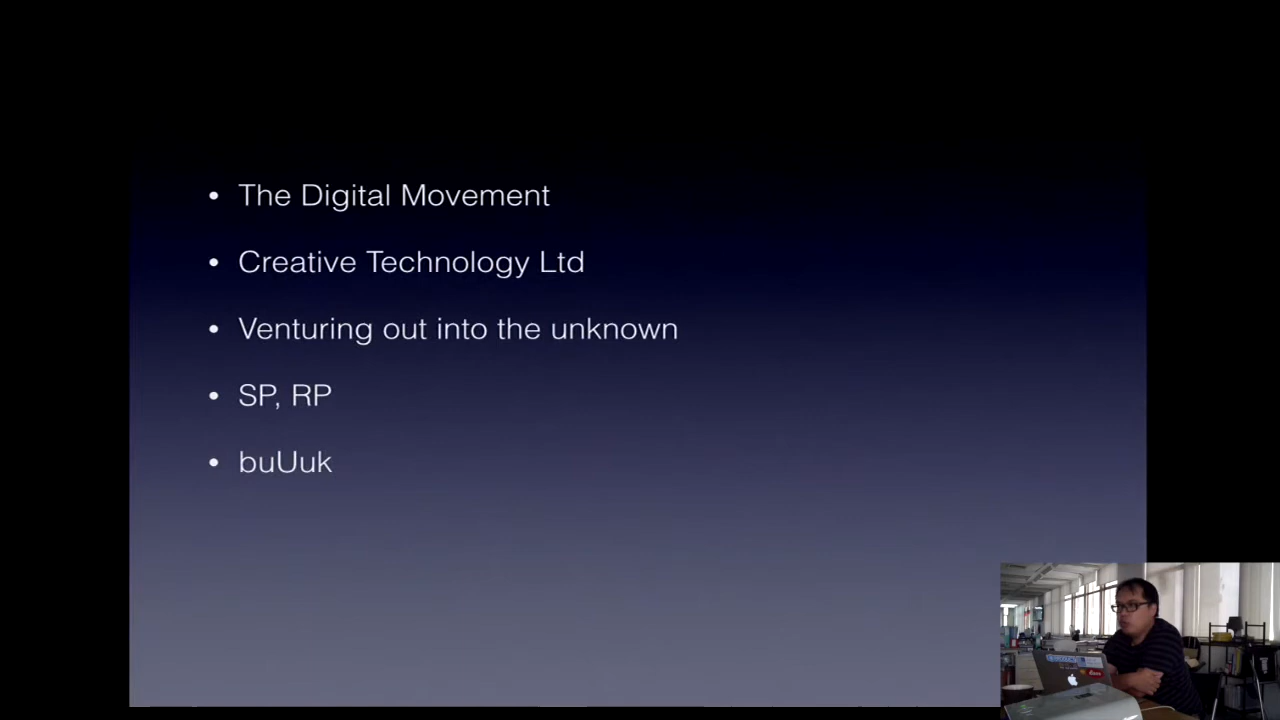 • The Digital Movement
• Creative Technology Ltd
• Venturing out into the unknown
• SP, RP
• buUuk